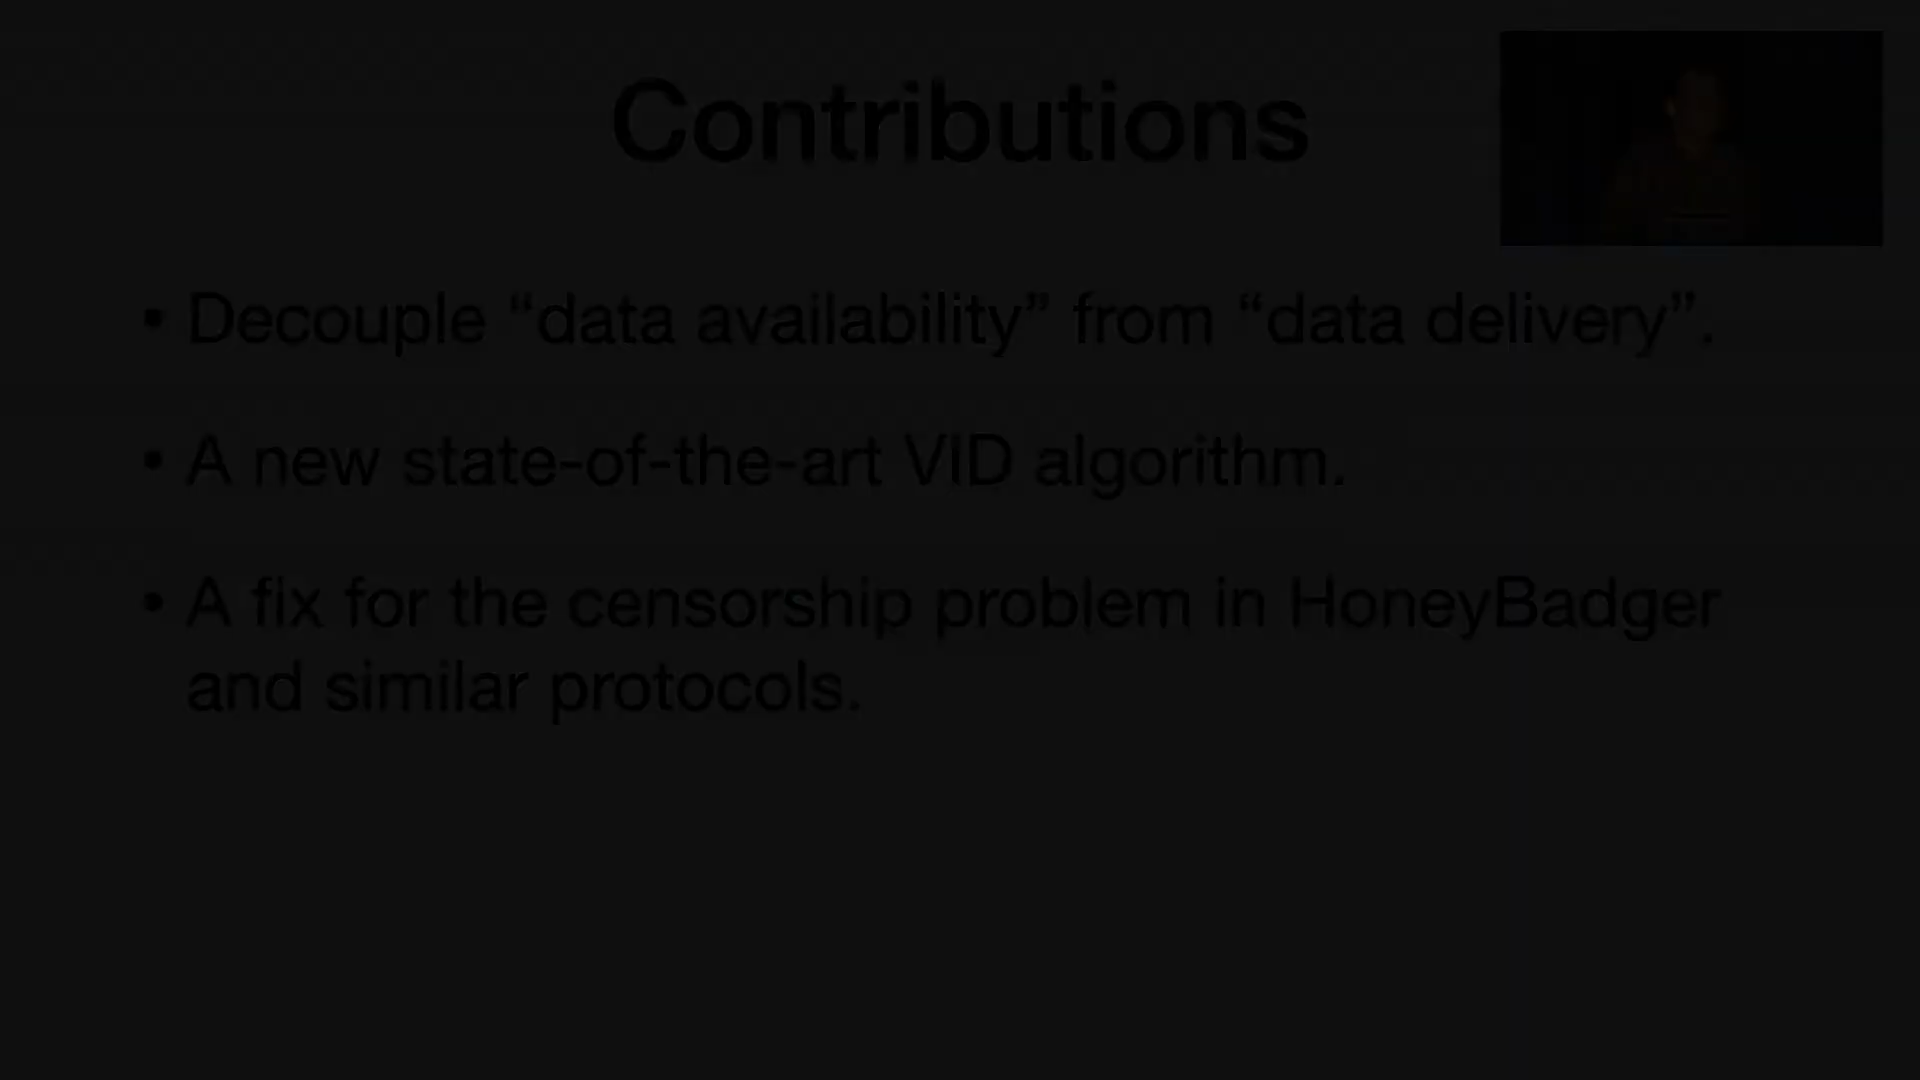 Contributions
• Decouple “data availability” from “data delivery”.
• A new state-of-the-art VID algorithm.
• A fix for the censorship problem in HoneyBadger
and similar protocols.